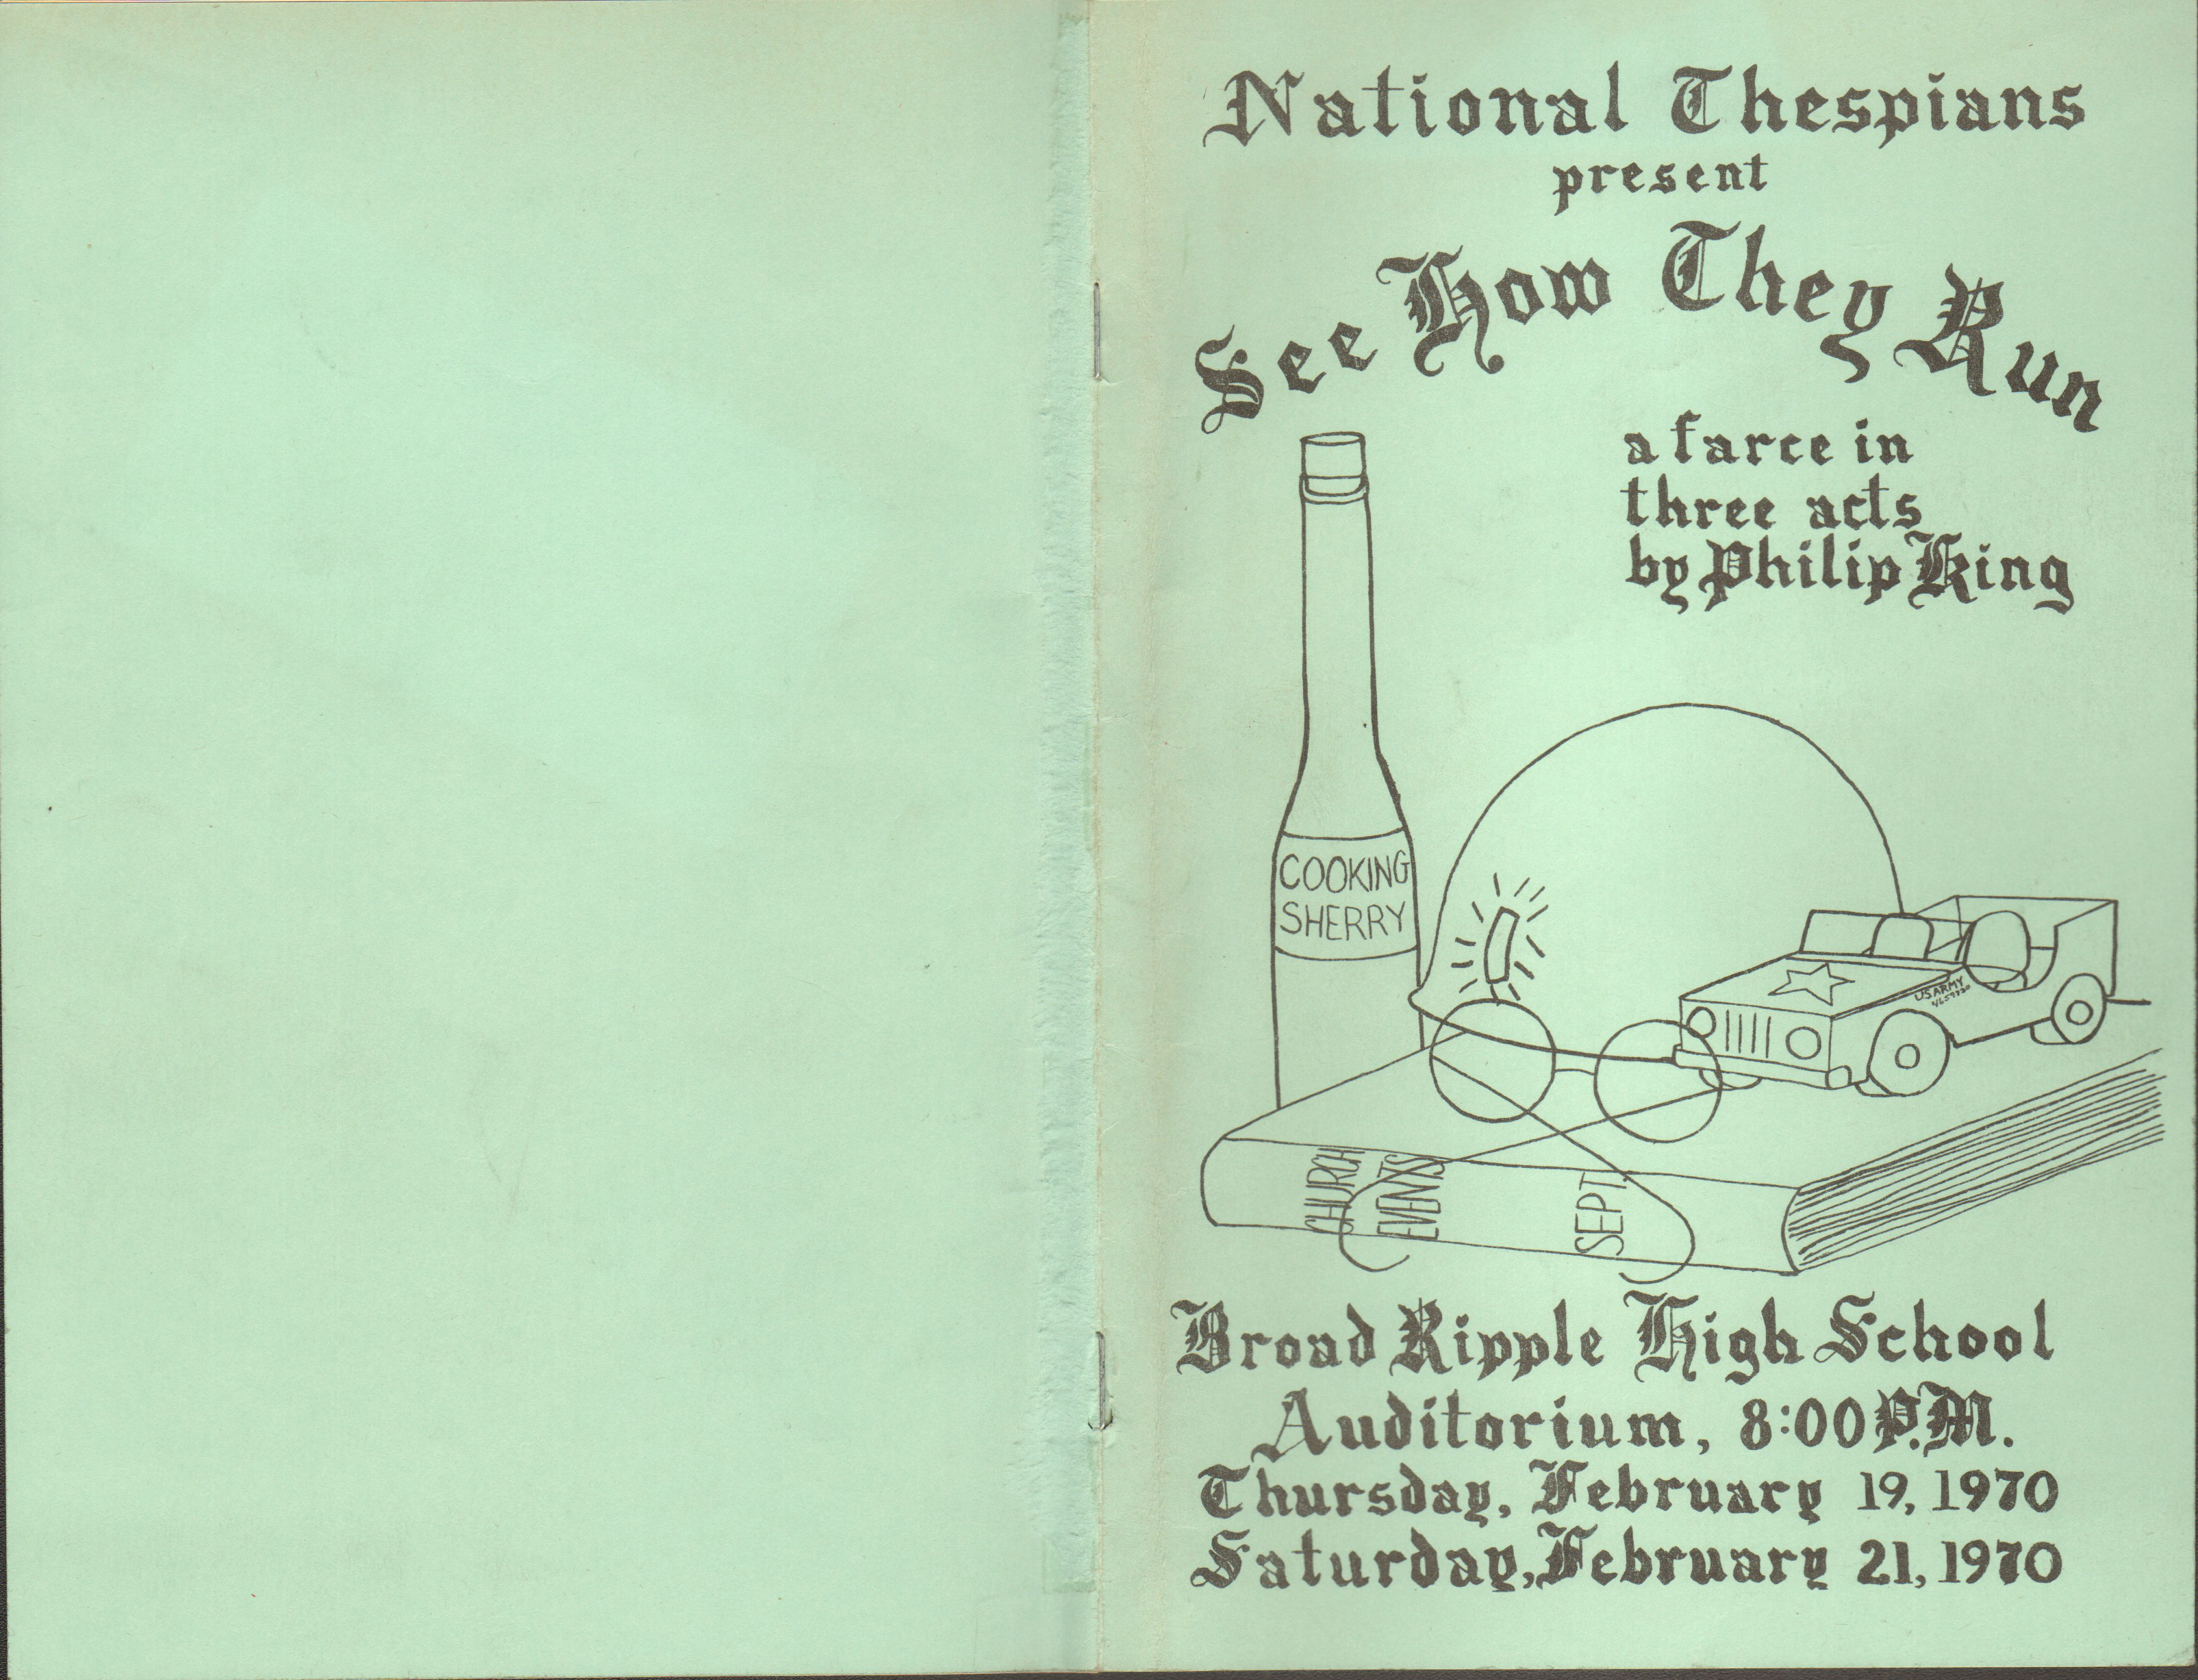 National Thespians
present
See How They Run
a farce in
three acts
by Philip King
COOKING
SHERRY
US ARMY
CHURCH
EVENTS
SEPT.
Broad Ripple High School
Auditorium, 8:00 P.M.
Thursday, February 19, 1970
Saturday, February 21, 1970